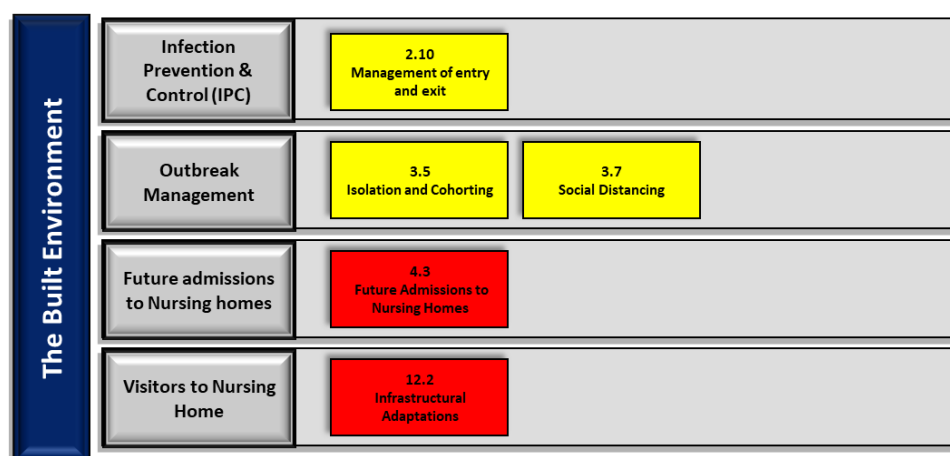 The Built Environment
Infection
Prevention &
Control (IPC)
2.10
Management of entry
and exit
Outbreak
Management
3.5
Isolation and Cohorting
3.7
Social Distancing
Future admissions
to Nursing homes
4.3
Future Admissions to
Nursing Homes
Visitors to Nursing
Home
12.2
Infrastructural
Adaptations